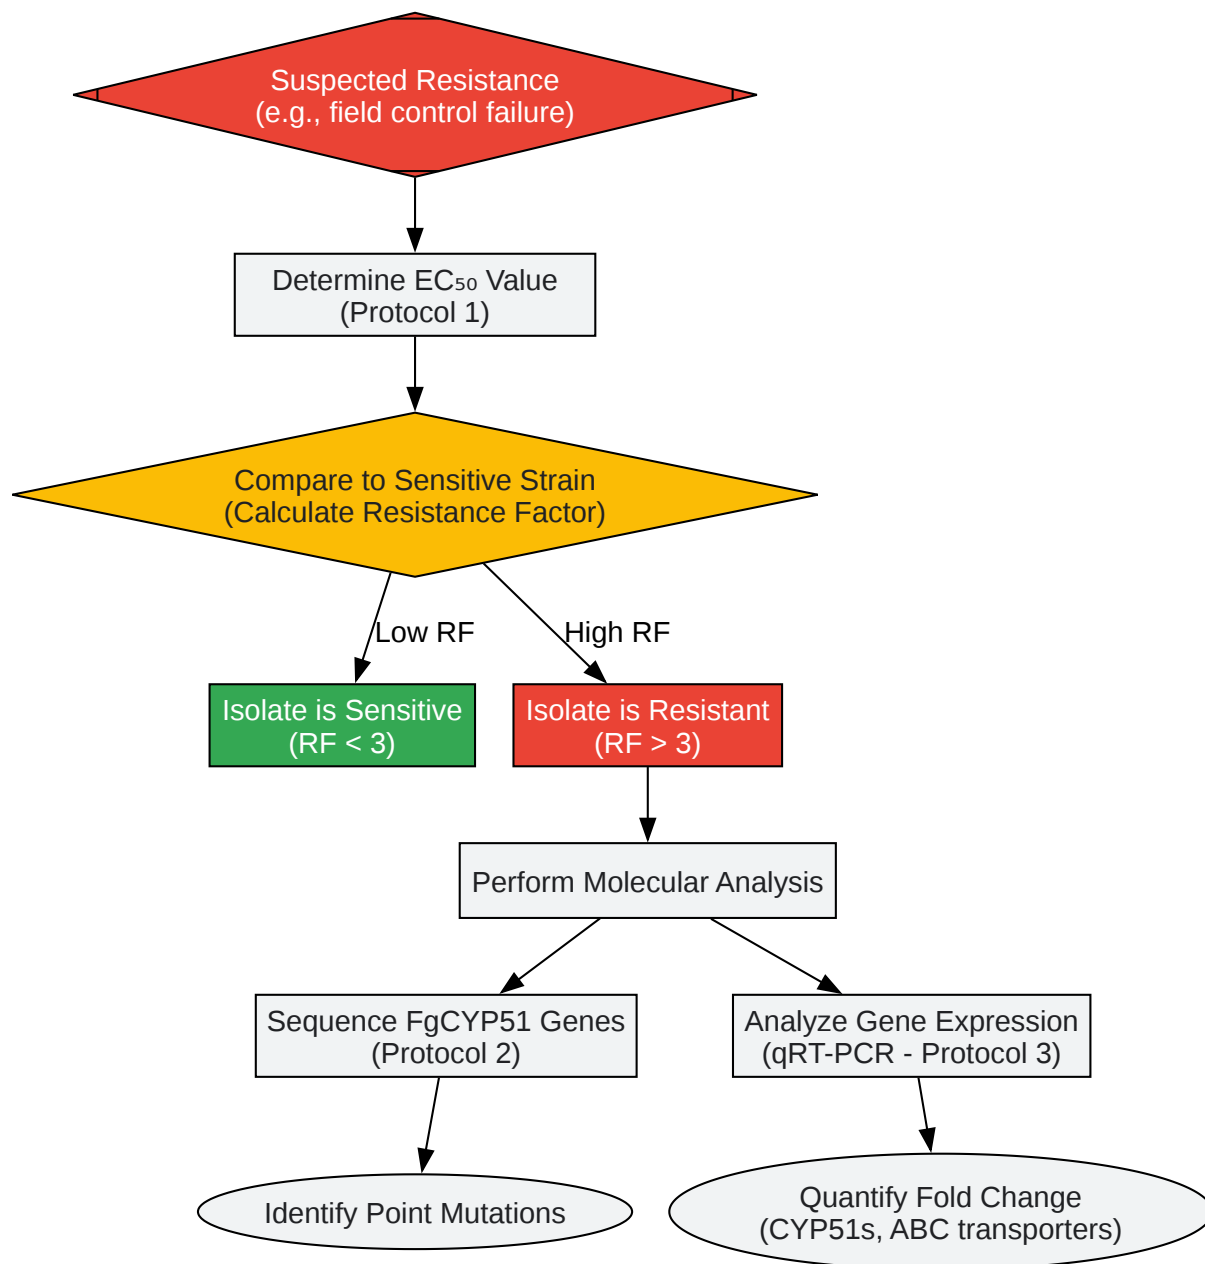 Suspected Resistance
(e.g., field control failure)
Determine EC₅₀ Value
(Protocol 1)
Compare to Sensitive Strain
(Calculate Resistance Factor)
Low RF
High RF
Isolate is Sensitive
(RF < 3)
Isolate is Resistant
(RF > 3)
Perform Molecular Analysis
Sequence FgCYP51 Genes
(Protocol 2)
Analyze Gene Expression
(qRT-PCR - Protocol 3)
Identify Point Mutations
Quantify Fold Change
(CYP51s, ABC transporters)